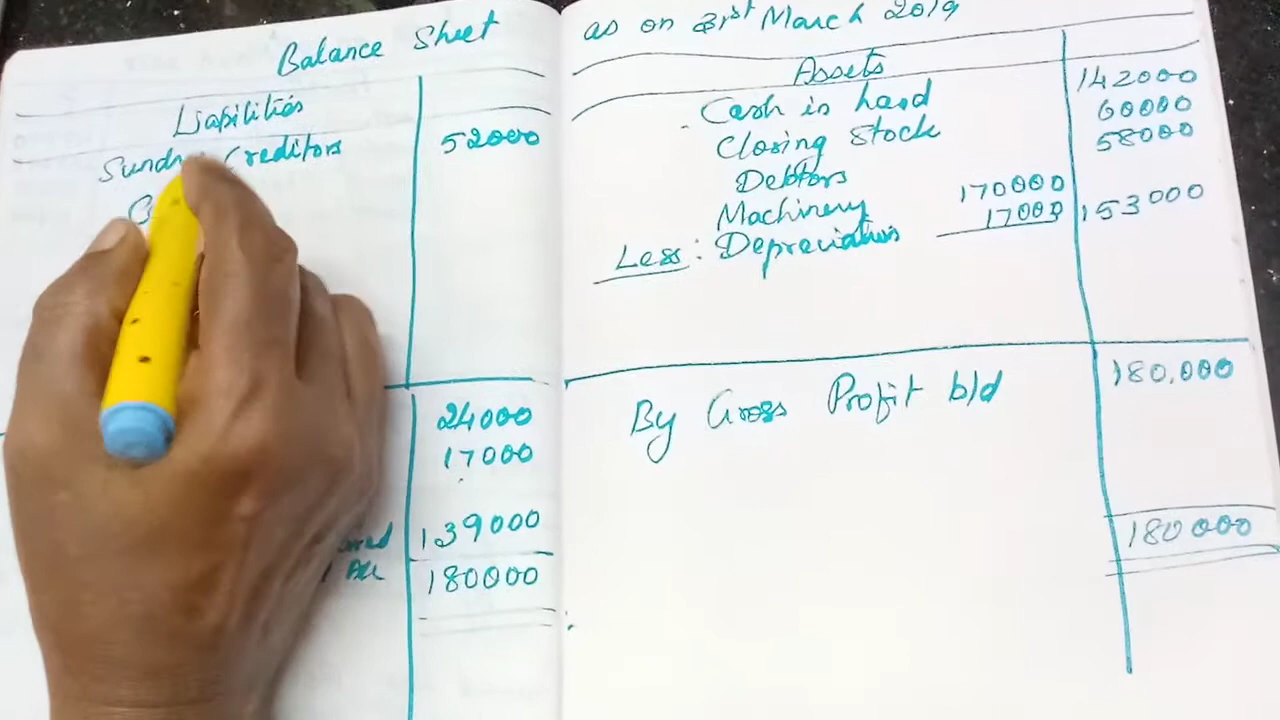 Balance Sheet as on 31st March 2019
Liabilities
Sundry Creditors 52000
C
24000
17000
139000
180000
Assets
Cash in hand 142000
Closing Stock 60000
Debtors 58000
Machinery 170000
Less: Depreciation 17000 153000
By Gross Profit b/d 180,000
180000